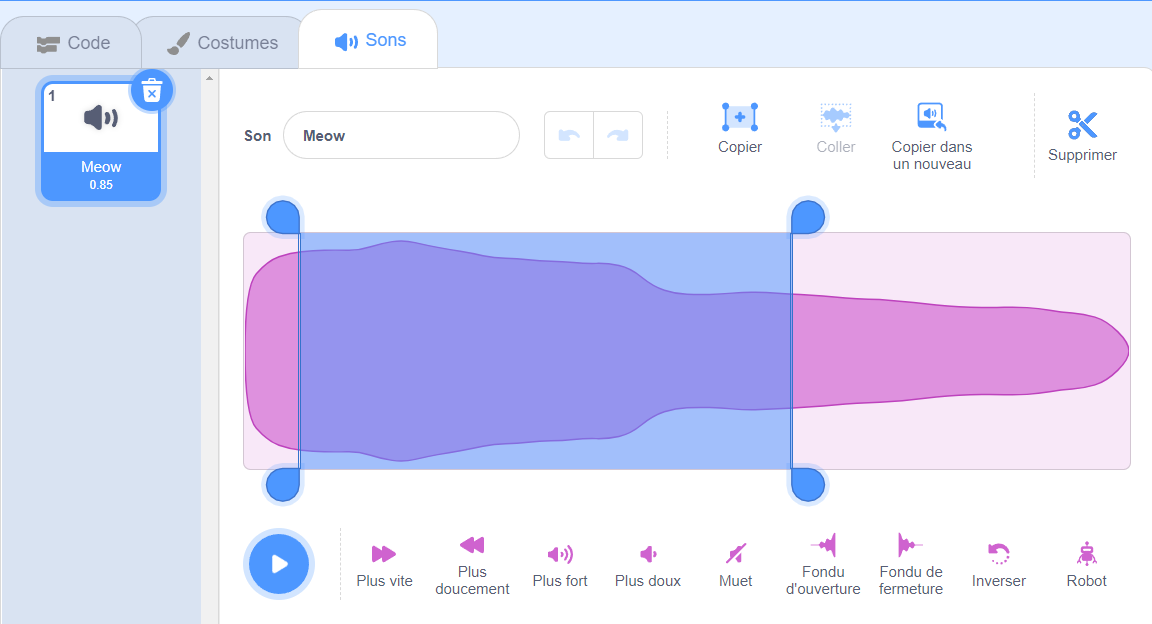 Code
Costumes
Sons
1
Meow
0.85
Son
Meow
Copier
Coller
Copier dans
un nouveau
Supprimer
Plus vite
Plus
doucement
Plus fort
Plus doux
Muet
Fondu
d'ouverture
Fondu de
fermeture
Inverser
Robot